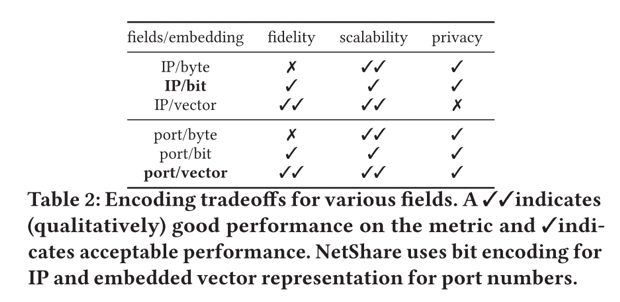 fields/embedding fidelity scalability privacy
IP/byte ✗ ✓✓ ✓
IP/bit ✓ ✓ ✓
IP/vector ✓✓ ✓✓ ✗
port/byte ✗ ✓✓ ✓
port/bit ✓ ✓ ✓
port/vector ✓✓ ✓✓ ✓
Table 2: Encoding tradeoffs for various fields. A ✓✓indicates
(qualitatively) good performance on the metric and ✓indi-
cates acceptable performance. NetShare uses bit encoding for
IP and embedded vector representation for port numbers.